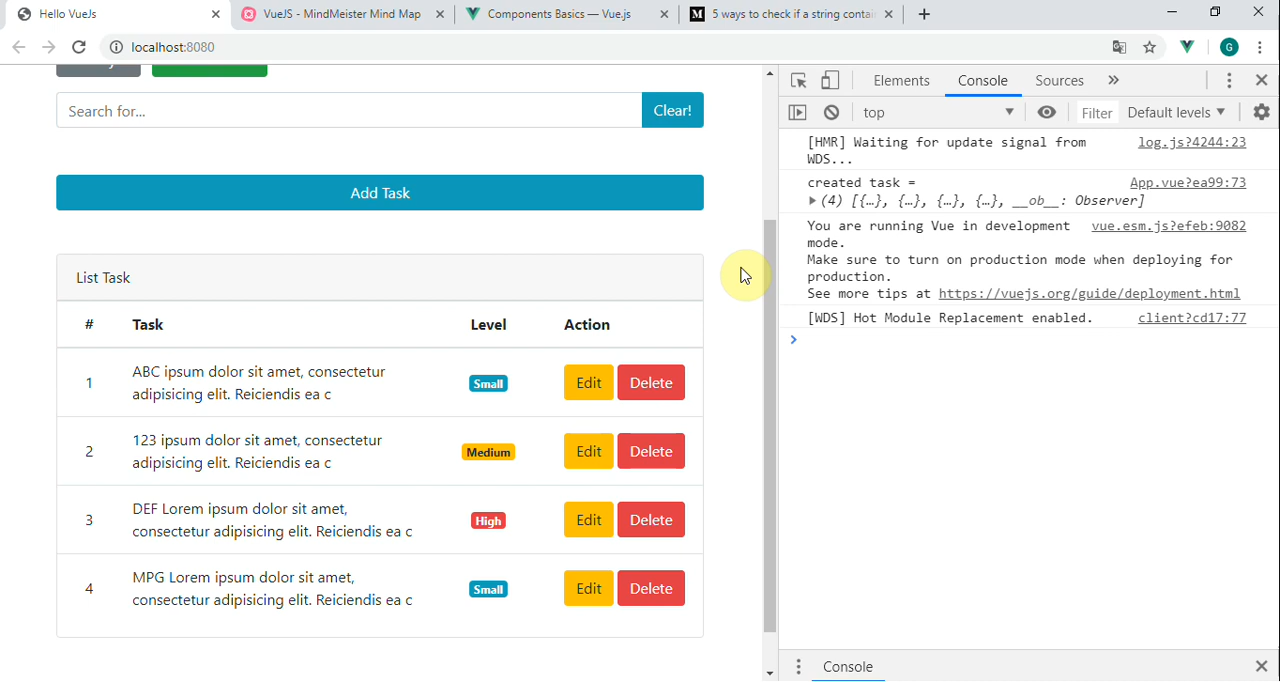 Hello VueJs
VueJS - MindMeister Mind Map
Components Basics — Vue.js
5 ways to check if a string contai
localhost:8080
G
Search for...
Clear!
Add Task
List Task
# Task Level Action
1 ABC ipsum dolor sit amet, consectetur
adipisicing elit. Reiciendis ea c
Small Edit Delete
2 123 ipsum dolor sit amet, consectetur
adipisicing elit. Reiciendis ea c
Medium Edit Delete
3 DEF Lorem ipsum dolor sit amet,
consectetur adipisicing elit. Reiciendis ea c
High Edit Delete
4 MPG Lorem ipsum dolor sit amet,
consectetur adipisicing elit. Reiciendis ea c
Small Edit Delete
Elements Console Sources »
top Filter Default levels
[HMR] Waiting for update signal from log.js?4244:23
WDS...
created task = App.vue?ea99:73
(4) [{…}, {…}, {…}, {…}, __ob__: Observer]
You are running Vue in development vue.esm.js?efeb:9082
mode.
Make sure to turn on production mode when deploying for
production.
See more tips at https://vuejs.org/guide/deployment.html
[WDS] Hot Module Replacement enabled. client?cd17:77
Console